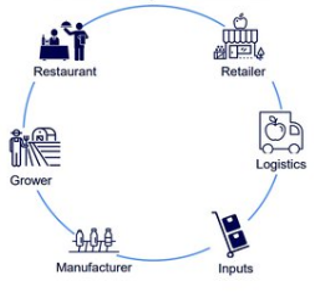 Restaurant
Retailer
Grower
Logistics
Manufacturer
Inputs